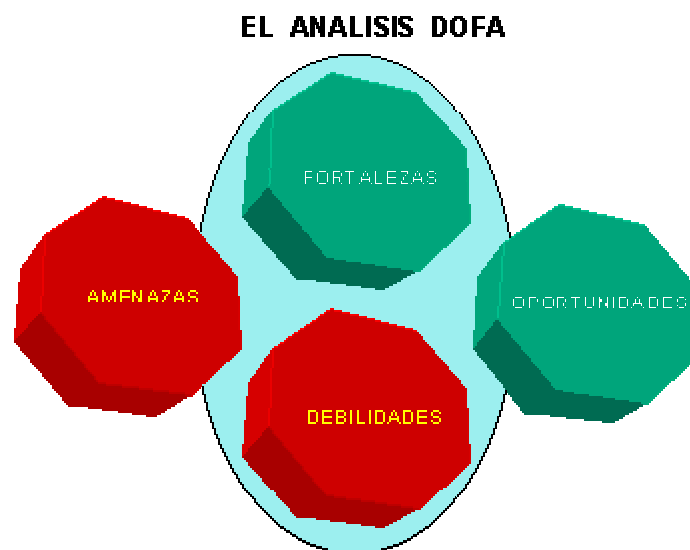 EL ANALISIS DOFA
FORTALEZAS
AMENAZAS
OPORTUNIDADES
DEBILIDADES